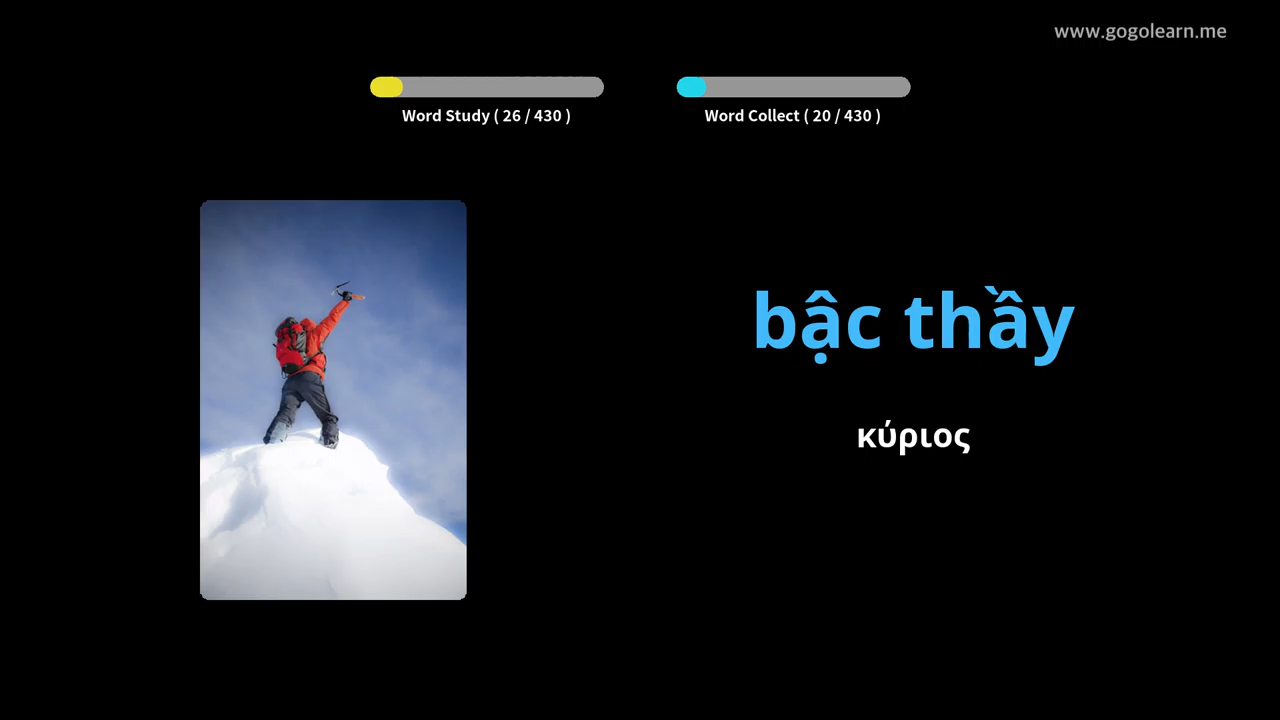 www.gogolearn.me
Word Study ( 26 / 430 )
Word Collect ( 20 / 430 )
bậc thầy
κύριος